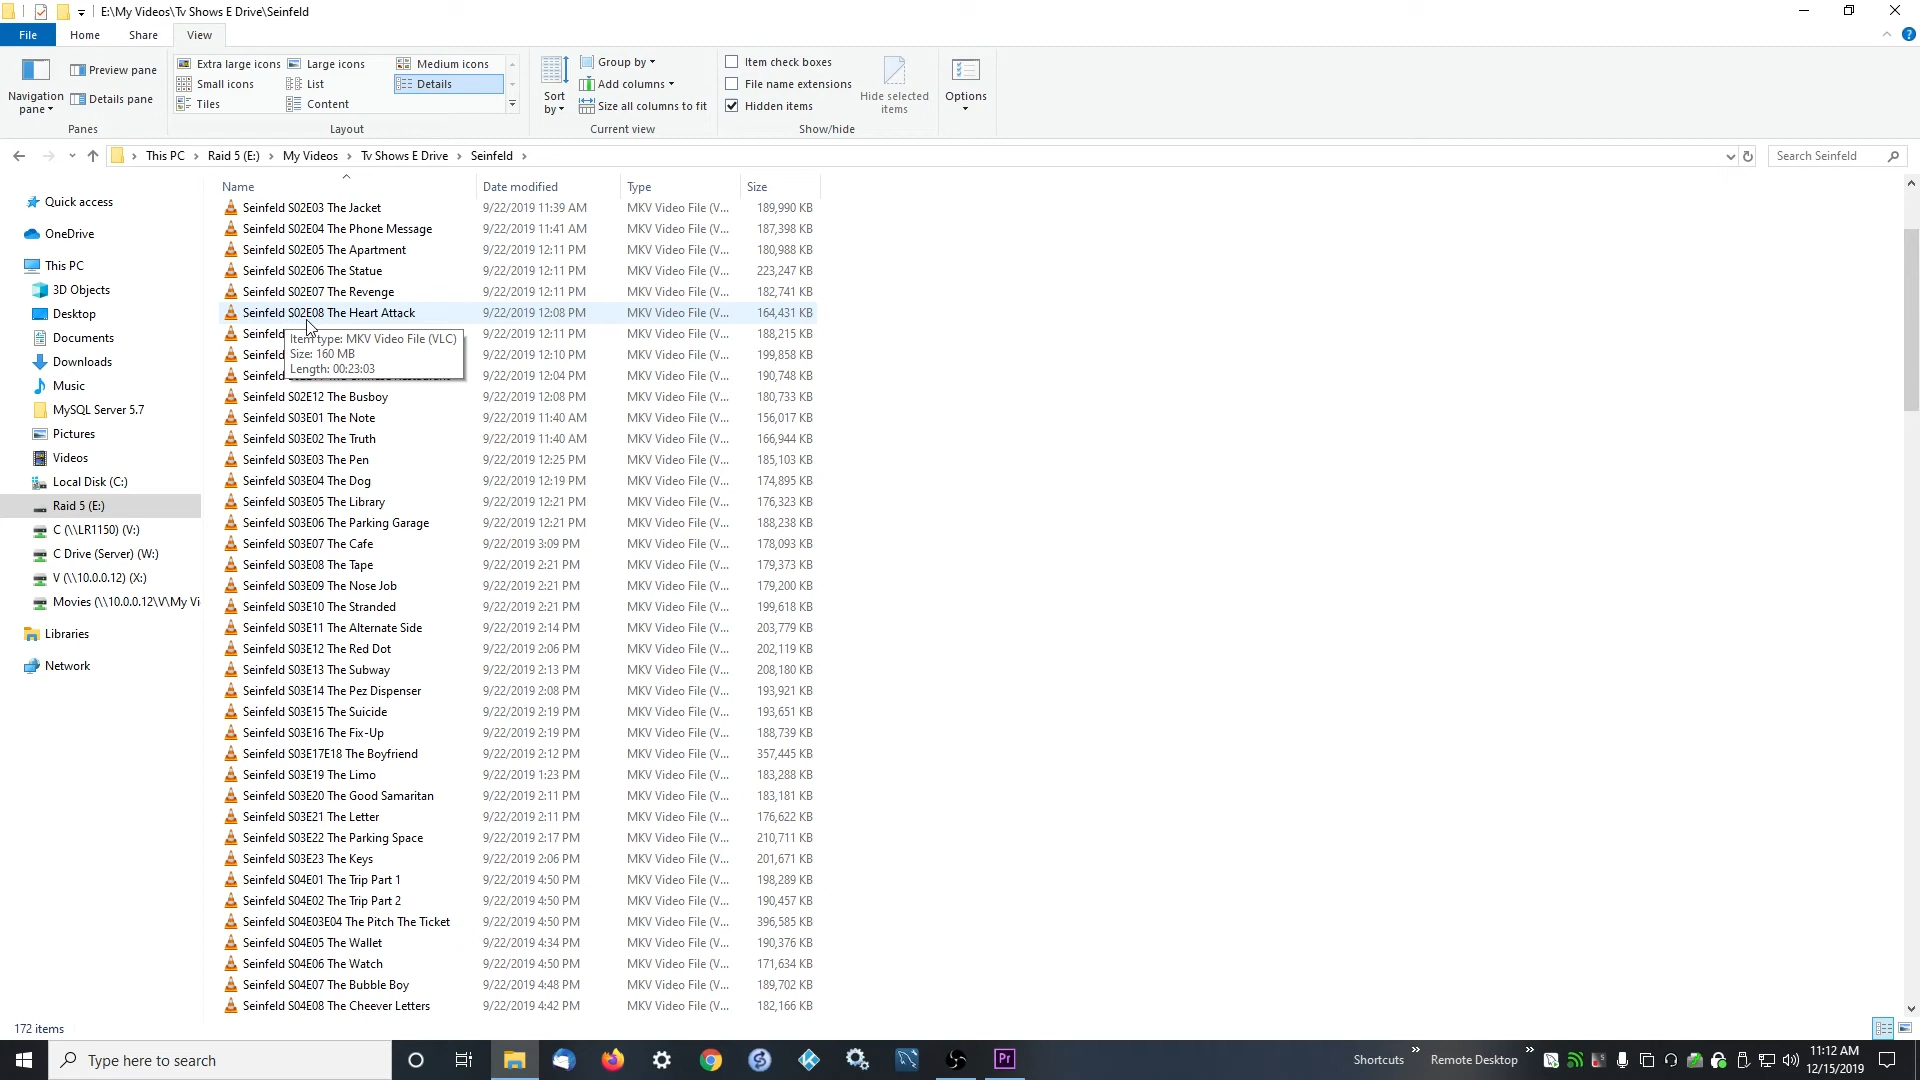 E:\My Videos\Tv Shows E Drive\Seinfeld
File Home Share View
Navigation pane
Preview pane
Details pane
Panes
Extra large icons Large icons Medium icons
Small icons List Details
Tiles Content
Layout
Sort by
Group by
Add columns
Size all columns to fit
Current view
Item check boxes
File name extensions
Hidden items
Hide selected items
Show/hide
Options
This PC Raid 5 (E:) My Videos Tv Shows E Drive Seinfeld
Search Seinfeld
Quick access
OneDrive
This PC
3D Objects
Desktop
Documents
Downloads
Music
MySQL Server 5.7
Pictures
Videos
Local Disk (C:)
Raid 5 (E:)
C (\\LR1150) (V:)
C Drive (Server) (W:)
V (\\10.0.0.12) (X:)
Movies (\\10.0.0.12\V\My Vi
Libraries
Network
Name Date modified Type Size
Seinfeld S02E03 The Jacket 9/22/2019 11:39 AM MKV Video File (V... 189,990 KB
Seinfeld S02E04 The Phone Message 9/22/2019 11:41 AM MKV Video File (V... 187,398 KB
Seinfeld S02E05 The Apartment 9/22/2019 12:11 PM MKV Video File (V... 180,988 KB
Seinfeld S02E06 The Statue 9/22/2019 12:11 PM MKV Video File (V... 223,247 KB
Seinfeld S02E07 The Revenge 9/22/2019 12:11 PM MKV Video File (V... 182,741 KB
Seinfeld S02E08 The Heart Attack 9/22/2019 12:08 PM MKV Video File (V... 164,431 KB
Seinfeld 9/22/2019 12:11 PM MKV Video File (V... 188,215 KB
Seinfeld 9/22/2019 12:10 PM MKV Video File (V... 199,858 KB
Seinfeld 9/22/2019 12:04 PM MKV Video File (V... 190,748 KB
Item type: MKV Video File (VLC)
Size: 160 MB
Length: 00:23:03
Seinfeld S02E12 The Busboy 9/22/2019 12:08 PM MKV Video File (V... 180,733 KB
Seinfeld S03E01 The Note 9/22/2019 11:40 AM MKV Video File (V... 156,017 KB
Seinfeld S03E02 The Truth 9/22/2019 11:40 AM MKV Video File (V... 166,944 KB
Seinfeld S03E03 The Pen 9/22/2019 12:25 PM MKV Video File (V... 185,103 KB
Seinfeld S03E04 The Dog 9/22/2019 12:19 PM MKV Video File (V... 174,895 KB
Seinfeld S03E05 The Library 9/22/2019 12:21 PM MKV Video File (V... 176,323 KB
Seinfeld S03E06 The Parking Garage 9/22/2019 12:21 PM MKV Video File (V... 188,238 KB
Seinfeld S03E07 The Cafe 9/22/2019 3:09 PM MKV Video File (V... 178,093 KB
Seinfeld S03E08 The Tape 9/22/2019 2:21 PM MKV Video File (V... 179,373 KB
Seinfeld S03E09 The Nose Job 9/22/2019 2:21 PM MKV Video File (V... 179,200 KB
Seinfeld S03E10 The Stranded 9/22/2019 2:21 PM MKV Video File (V... 199,618 KB
Seinfeld S03E11 The Alternate Side 9/22/2019 2:14 PM MKV Video File (V... 203,779 KB
Seinfeld S03E12 The Red Dot 9/22/2019 2:06 PM MKV Video File (V... 202,119 KB
Seinfeld S03E13 The Subway 9/22/2019 2:13 PM MKV Video File (V... 208,180 KB
Seinfeld S03E14 The Pez Dispenser 9/22/2019 2:08 PM MKV Video File (V... 193,921 KB
Seinfeld S03E15 The Suicide 9/22/2019 2:19 PM MKV Video File (V... 193,651 KB
Seinfeld S03E16 The Fix-Up 9/22/2019 2:19 PM MKV Video File (V... 188,739 KB
Seinfeld S03E17E18 The Boyfriend 9/22/2019 2:12 PM MKV Video File (V... 357,445 KB
Seinfeld S03E19 The Limo 9/22/2019 1:23 PM MKV Video File (V... 183,288 KB
Seinfeld S03E20 The Good Samaritan 9/22/2019 2:11 PM MKV Video File (V... 183,181 KB
Seinfeld S03E21 The Letter 9/22/2019 2:11 PM MKV Video File (V... 176,622 KB
Seinfeld S03E22 The Parking Space 9/22/2019 2:17 PM MKV Video File (V... 210,711 KB
Seinfeld S03E23 The Keys 9/22/2019 2:06 PM MKV Video File (V... 201,671 KB
Seinfeld S04E01 The Trip Part 1 9/22/2019 4:50 PM MKV Video File (V... 198,289 KB
Seinfeld S04E02 The Trip Part 2 9/22/2019 4:50 PM MKV Video File (V... 190,457 KB
Seinfeld S04E03E04 The Pitch The Ticket 9/22/2019 4:50 PM MKV Video File (V... 396,585 KB
Seinfeld S04E05 The Wallet 9/22/2019 4:34 PM MKV Video File (V... 190,376 KB
Seinfeld S04E06 The Watch 9/22/2019 4:50 PM MKV Video File (V... 171,634 KB
Seinfeld S04E07 The Bubble Boy 9/22/2019 4:48 PM MKV Video File (V... 189,702 KB
Seinfeld S04E08 The Cheever Letters 9/22/2019 4:42 PM MKV Video File (V... 182,166 KB
172 items
Type here to search
Pr
Shortcuts
Remote Desktop
11:12 AM
12/15/2019